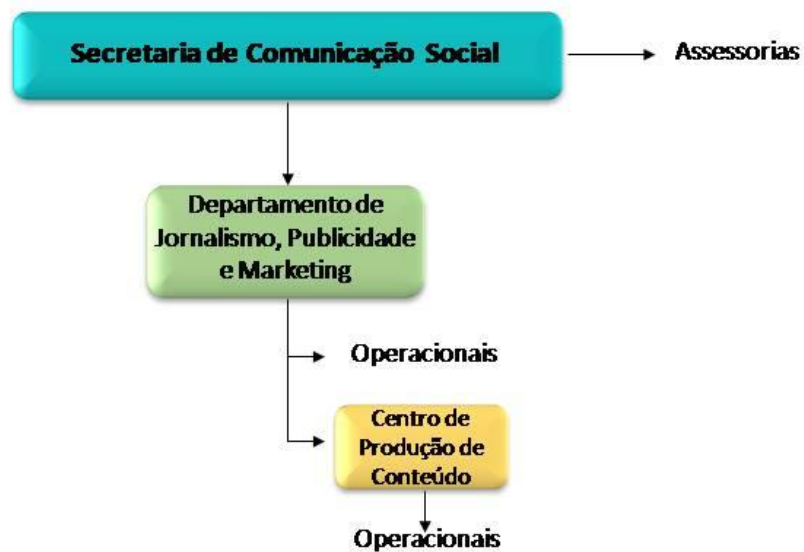 Secretaria de Comunicação Social
Assessorias
Departamento de
Jornalismo, Publicidade
e Marketing
Operacionais
Centro de
Produção de
Conteúdo
Operacionais